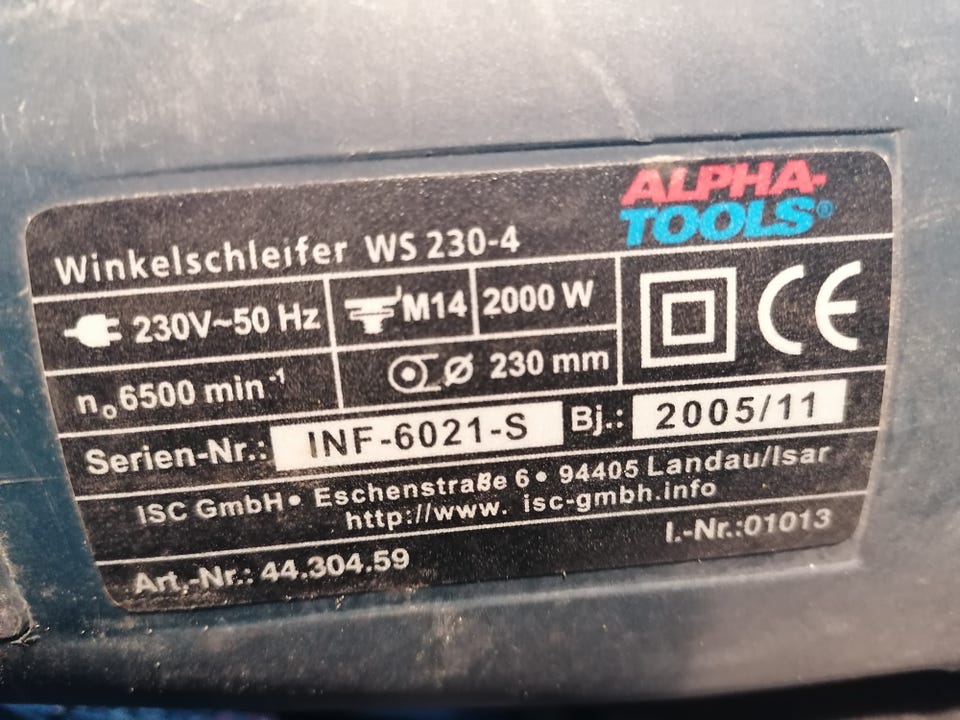 ALPHA-
TOOLS®
Winkelschleifer WS 230-4
230V~50 Hz M14 2000 W
n₀ 6500 min⁻¹ Ø 230 mm
CE
Serien-Nr.: INF-6021-S Bj.: 2005/11
ISC GmbH • Eschenstraße 6 • 94405 Landau/Isar
http://www. isc-gmbh.info
Art.-Nr.: 44.304.59 I.-Nr.:01013